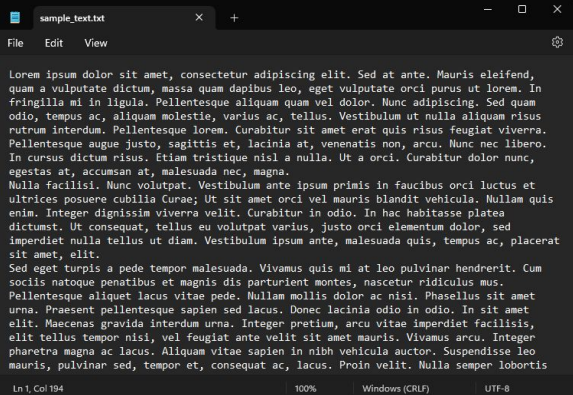 sample_text.txt
File Edit View
Lorem ipsum dolor sit amet, consectetur adipiscing elit. Sed at ante. Mauris eleifend,
quam a vulputate dictum, massa quam dapibus leo, eget vulputate orci purus ut lorem. In
fringilla mi in ligula. Pellentesque aliquam quam vel dolor. Nunc adipiscing. Sed quam
odio, tempus ac, aliquam molestie, varius ac, tellus. Vestibulum ut nulla aliquam risus
rutrum interdum. Pellentesque lorem. Curabitur sit amet erat quis risus feugiat viverra.
Pellentesque augue justo, sagittis et, lacinia at, venenatis non, arcu. Nunc nec libero.
In cursus dictum risus. Etiam tristique nisl a nulla. Ut a orci. Curabitur dolor nunc,
egestas at, accumsan at, malesuada nec, magna.
Nulla facilisi. Nunc volutpat. Vestibulum ante ipsum primis in faucibus orci luctus et
ultrices posuere cubilia Curae; Ut sit amet orci vel mauris blandit vehicula. Nullam quis
enim. Integer dignissim viverra velit. Curabitur in odio. In hac habitasse platea
dictumst. Ut consequat, tellus eu volutpat varius, justo orci elementum dolor, sed
imperdiet nulla tellus ut diam. Vestibulum ipsum ante, malesuada quis, tempus ac, placerat
sit amet, elit.
Sed eget turpis a pede tempor malesuada. Vivamus quis mi at leo pulvinar hendrerit. Cum
sociis natoque penatibus et magnis dis parturient montes, nascetur ridiculus mus.
Pellentesque aliquet lacus vitae pede. Nullam mollis dolor ac nisi. Phasellus sit amet
urna. Praesent pellentesque sapien sed lacus. Donec lacinia odio in odio. In sit amet
elit. Maecenas gravida interdum urna. Integer pretium, arcu vitae imperdiet facilisis,
elit tellus tempor nisi, vel feugiat ante velit sit amet mauris. Vivamus arcu. Integer
pharetra magna ac lacus. Aliquam vitae sapien in nibh vehicula auctor. Suspendisse leo
mauris, pulvinar sed, tempor et, consequat ac, lacus. Proin velit. Nulla semper lobortis
Ln 1, Col 194 100% Windows (CRLF) UTF-8